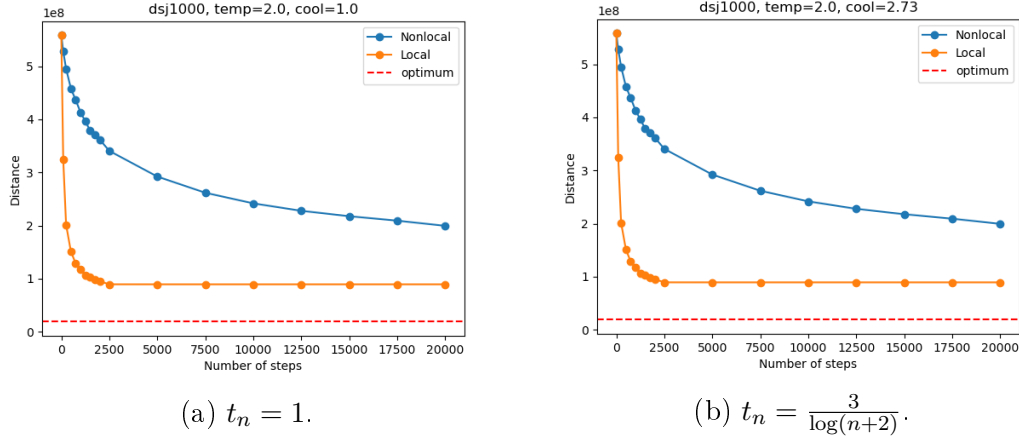 dsj1000, temp=2.0, cool=1.0
1e8
Nonlocal
Local
optimum
5
4
3
2
1
0
Distance
0 2500 5000 7500 10000 12500 15000 17500 20000
Number of steps
(a) t_n = 1.
dsj1000, temp=2.0, cool=2.73
1e8
Nonlocal
Local
optimum
5
4
3
2
1
0
Distance
0 2500 5000 7500 10000 12500 15000 17500 20000
Number of steps
(b) t_n = \frac{3}{\log(n+2)}.